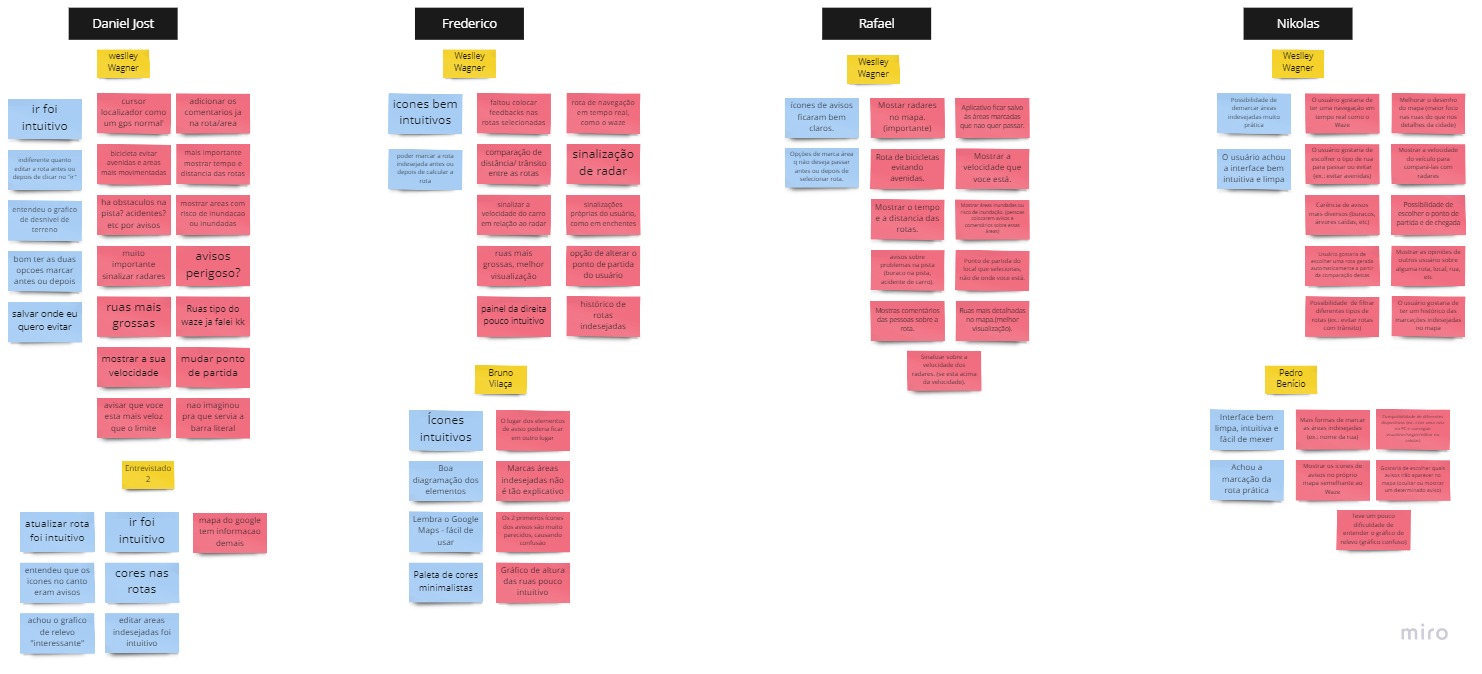 Daniel Jost
weslley
Wagner
ir foi
intuitivo
indiferente quanto
editar a rota antes ou
depois de clicar no "ir"
entendeu o grafico
de desnivel de
terreno
bom ter as duas
opcoes marcar
antes ou depois
salvar onde eu
quero evitar
cursor
localizador como
um gps normal'
adicionar os
comentarios ja
na rota/area
bicicleta evitar
avenidas e areas
mais movimentadas
mais importante
mostrar tempo e
distancia das rotas
ha obstaculos na
pista? acidentes?
etc por avisos
mostrar areas com
risco de inundacao
ou inundadas
muito
importante
sinalizar radares
avisos
perigoso?
ruas mais
grossas
Ruas tipo do
waze ja falei kk
mostrar a sua
velocidade
mudar ponto
de partida
avisar que voce
esta mais veloz
que o limite
nao imaginou
pra que servia a
barra literal
Entrevistado
2
atualizar rota
foi intuitivo
ir foi
intuitivo
mapa do google
tem informacao
demais
entendeu que os
icones no canto
eram avisos
cores nas
rotas
achou o grafico
de relevo
"interessante"
editar areas
indesejadas foi
intuitivo
Frederico
Weslley
Wagner
icones bem
intuitivos
poder marcar a rota
indesejada antes ou
depois de calcular a
rota
faltou colocar
feedbacks nas
rotas selecionadas
rota de navegação
em tempo real,
como o waze
comparação de
distância/ trânsito
entre as rotas
sinalização
de radar
sinalizar a
velocidade do carro
em relação ao radar
sinalizações
próprias do usuário,
como em enchentes
ruas mais
grossas, melhor
visualização
opção de alterar o
ponto de partida
do usuário
painel da direita
pouco intuitivo
histórico de
rotas
indesejadas
Bruno
Vilaça
Ícones
intuitivos
O lugar dos elementos
de aviso poderia ficar
em outro lugar
Boa
diagramação dos
elementos
Marcas áreas
indesejadas não
é tão explicativo
Lembra o Google
Maps - fácil de
usar
Os 2 primeiros ícones
dos avisos são muito
parecidos, causando
confusão
Paleta de cores
minimalistas
Gráfico de altura
das ruas pouco
intuitivo
Rafael
Weslley
Wagner
ícones de avisos
ficaram bem
claros.
Opções de marca área
q não deseja passar
antes ou depois de
selecionar rota.
Mostar radares
no mapa.
(importante)
Aplicativo ficar salvo
às áreas marcadas
que nao quer passar.
Rota de bicicletas
evitando
avenidas.
Mostrar a
velocidade que
voce está.
Mostrar o tempo
e a distancia das
rotas.
Mostrar áreas inundadas ou
risco de inundação. (pessoas
colocarem avisos e
comentários sobre essas
áreas)
avisos sobre
problemas na pista
(buraco na pista,
acidente de carro).
Ponto de partida do
local que selecionas,
não de onde voce está.
Mostras comentários
das pessoas sobre a
rota.
Ruas mais detalhadas
no mapa.(melhor
visualização).
Sinalizar sobre a
velocidade dos
radares. (se esta acima
da velocidade).
Nikolas
Weslley
Wagner
Possibilidade de
demarcar áreas
indesejadas muito
prática
O usuário achou
a interface bem
intuitiva e limpa
O usuário gostaria de
ter uma navegação em
tempo real como o
Waze
Melhorar o desenho
do mapa (maior foco
nas ruas do que nos
detalhes da cidade)
O usuário gostaria de
escolher o tipo de rua
para passar ou evitar
(ex.: evitar avenidas)
Mostrar a velocidade
do veículo para
compará-las com
radares
Carência de avisos
mais diversos (buracos,
árvores caídas, etc)
Possibilidade de
escolher o ponto de
partida e de chegada
Usuário gostaria de
escolher uma rota gerada
automaticamente a partir
da comparação destas
Mostrar as opiniões de
outros usuário sobre
alguma rota, local, rua,
etc
Possibilidade de filtrar
diferentes tipos de
rotas (ex.: evitar rotas
com trânsito)
O usuário gostaria de
ter um histórico das
marcações indesejadas
no mapa
Pedro
Benício
Interface bem
limpa, intuitiva e
fácil de mexer
Mais formas de marcar
as áreas indesejadas
(ex.: nome da rua)
Achou a
marcação da
rota prática
Mostrar os ícones de
avisos no próprio
mapa semelhante ao
Waze
Gostaria de escolher quais
avisos irão aparecer no
mapa (ocultar ou mostrar
um determinado aviso)
Teve um pouco
dificuldade de
entender o gráfico de
relevo (gráfico confuso)
miro